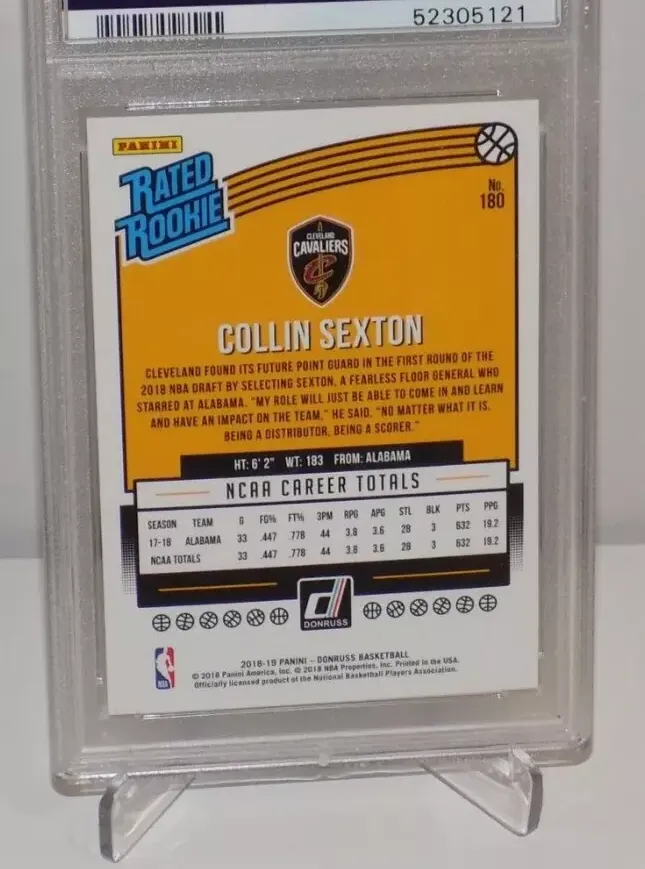 52305121
PANINI
RATED
ROOKIE
No.
180
CLEVELAND
CAVALIERS
COLLIN SEXTON
CLEVELAND FOUND ITS FUTURE POINT GUARD IN THE FIRST ROUND OF THE
2018 NBA DRAFT BY SELECTING SEXTON, A FEARLESS FLOOR GENERAL WHO
STARRED AT ALABAMA. "MY ROLE WILL JUST BE ABLE TO COME IN AND LEARN
AND HAVE AN IMPACT ON THE TEAM," HE SAID. "NO MATTER WHAT IT IS.
BEING A DISTRIBUTOR, BEING A SCORER."
HT: 6' 2" WT: 183 FROM: ALABAMA
NCAA CAREER TOTALS
SEASON TEAM G FG% FT% 3PM RPG APG STL BLK PTS PPG
17-18 ALABAMA 33 .447 .778 44 3.8 3.6 28 3 632 19.2
NCAA TOTALS 33 .447 .778 44 3.8 3.6 28 3 632 19.2
DONRUSS
NBA
2018-19 PANINI - DONRUSS BASKETBALL
© 2018 Panini America, Inc. © 2018 NBA Properties, Inc. Printed in the USA.
Officially licensed product of the National Basketball Players Association.